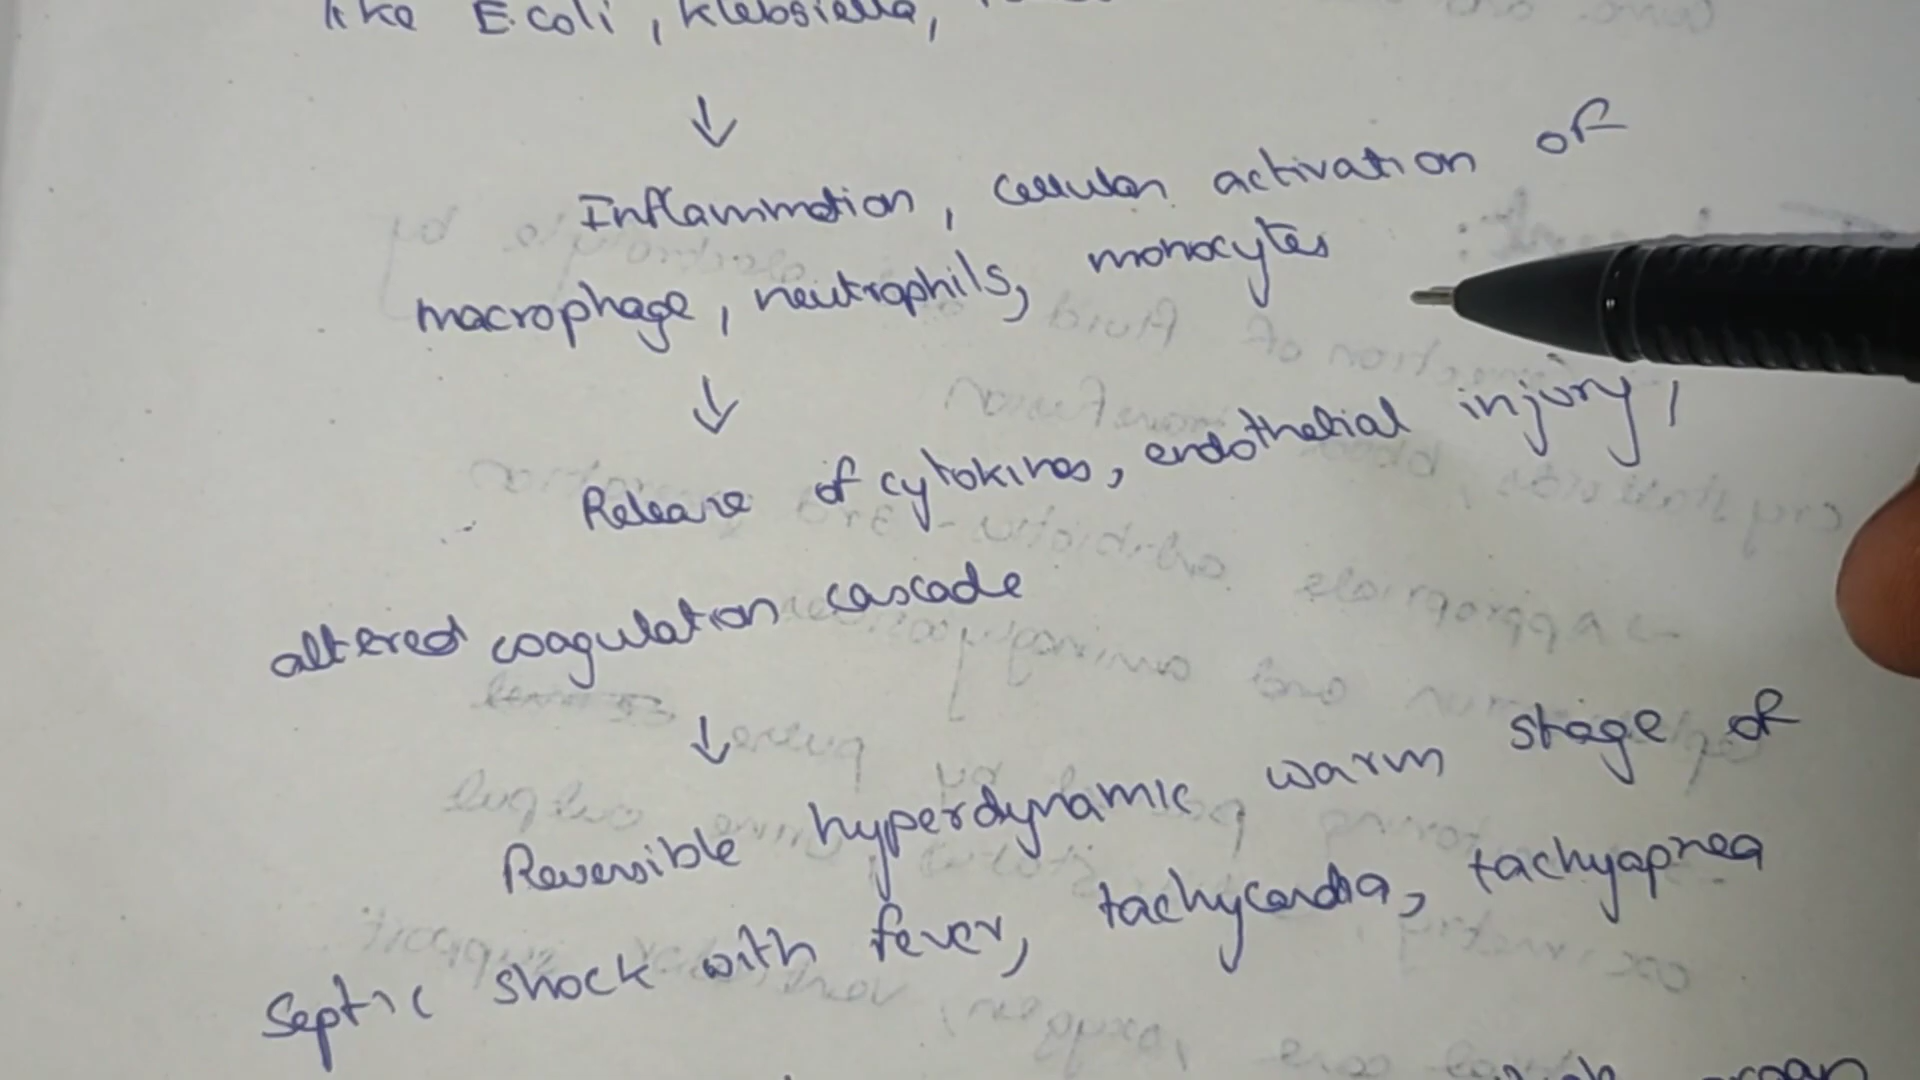 like E.coli, Klebsiella,
↓
Inflammation, cellular activation of
macrophage, neutrophils, monocytes
↓
Release of cytokines, endothelial injury,
altered coagulation cascade
↓
Reversible hyperdynamic warm stage of
septic shock with fever, tachycardia, tachyapnea